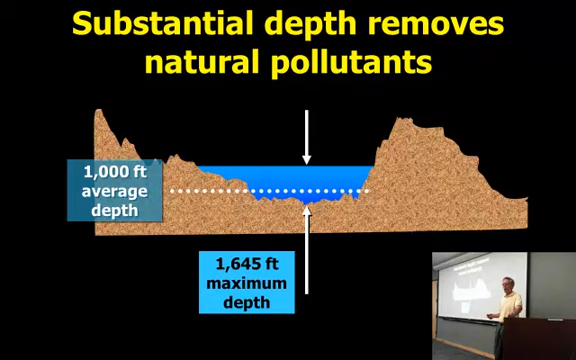 Substantial depth removes
natural pollutants
1,000 ft
average
depth
1,645 ft
maximum
depth